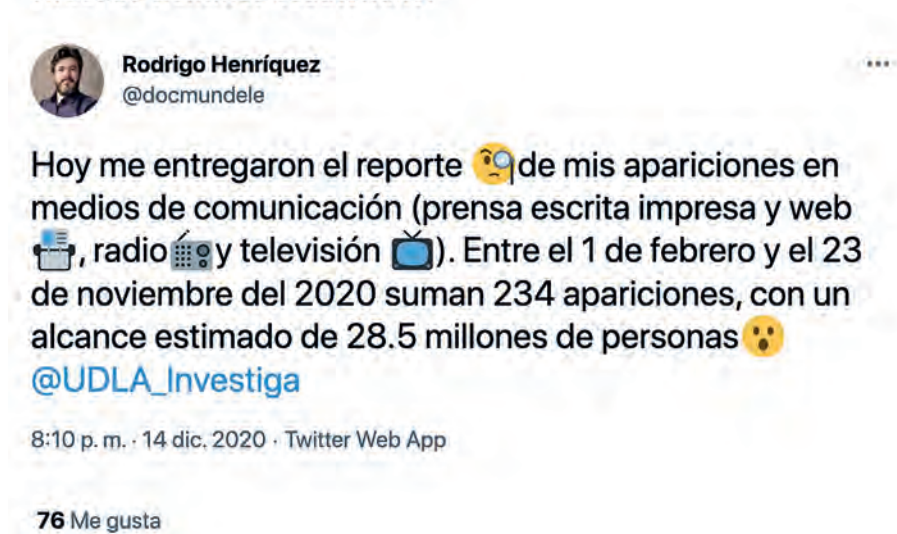 Rodrigo Henríquez
@docmundele
Hoy me entregaron el reporte 🧐de mis apariciones en
medios de comunicación (prensa escrita impresa y web
📠, radio📻y televisión 📺). Entre el 1 de febrero y el 23
de noviembre del 2020 suman 234 apariciones, con un
alcance estimado de 28.5 millones de personas😮
@UDLA_Investiga
8:10 p. m. · 14 dic. 2020 · Twitter Web App
76 Me gusta